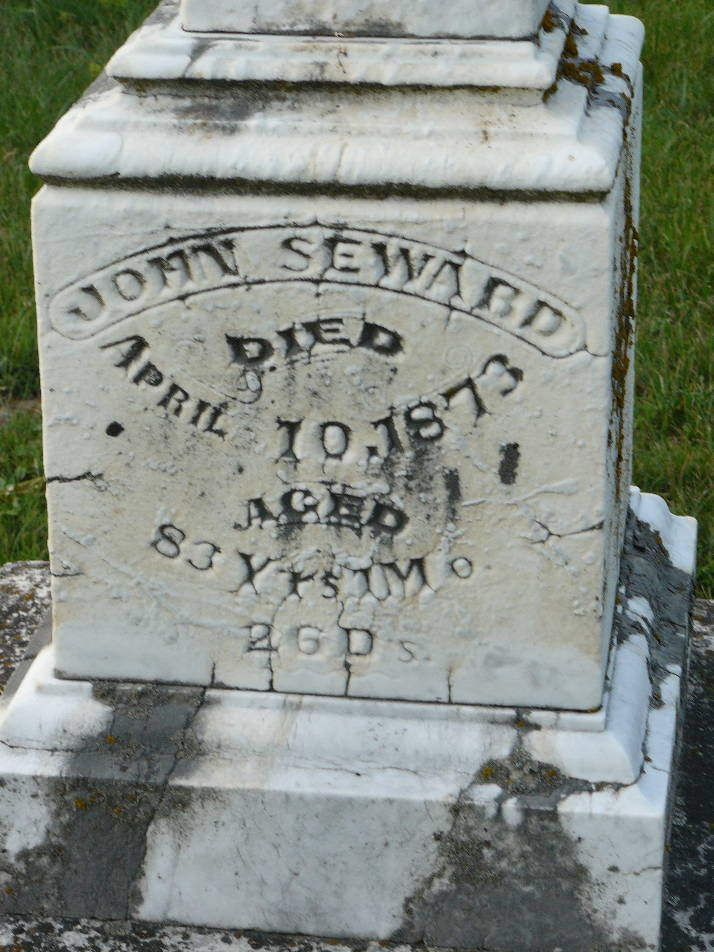 JOHN SEWARD
DIED
APRIL 10, 1873
AGED
83 Yrs 1 Mo
26 Ds.